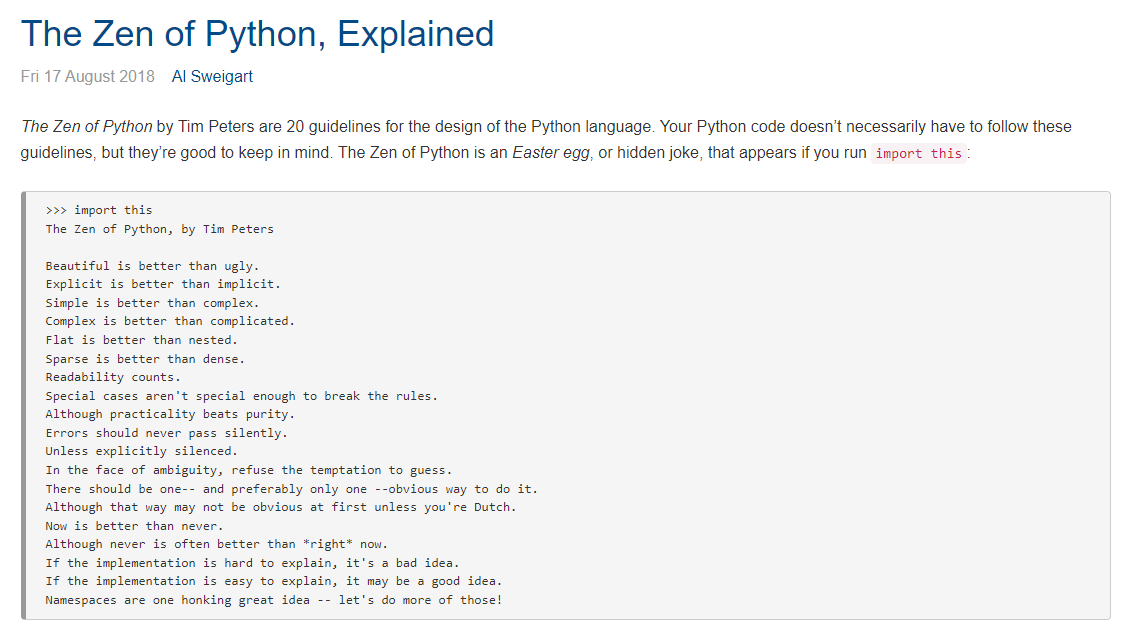 The Zen of Python, Explained
Fri 17 August 2018 Al Sweigart
The Zen of Python by Tim Peters are 20 guidelines for the design of the Python language. Your Python code doesn’t necessarily have to follow these
guidelines, but they’re good to keep in mind. The Zen of Python is an Easter egg, or hidden joke, that appears if you run import this:
>>> import this
The Zen of Python, by Tim Peters
Beautiful is better than ugly.
Explicit is better than implicit.
Simple is better than complex.
Complex is better than complicated.
Flat is better than nested.
Sparse is better than dense.
Readability counts.
Special cases aren't special enough to break the rules.
Although practicality beats purity.
Errors should never pass silently.
Unless explicitly silenced.
In the face of ambiguity, refuse the temptation to guess.
There should be one-- and preferably only one --obvious way to do it.
Although that way may not be obvious at first unless you're Dutch.
Now is better than never.
Although never is often better than *right* now.
If the implementation is hard to explain, it's a bad idea.
If the implementation is easy to explain, it may be a good idea.
Namespaces are one honking great idea -- let's do more of those!